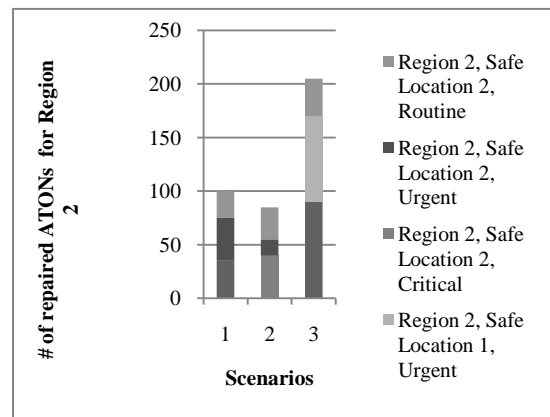 # of repaired ATONs for Region
2
250
200
150
100
50
0
1 2 3
Scenarios
Region 2, Safe
Location 2,
Routine
Region 2, Safe
Location 2,
Urgent
Region 2, Safe
Location 2,
Critical
Region 2, Safe
Location 1,
Urgent